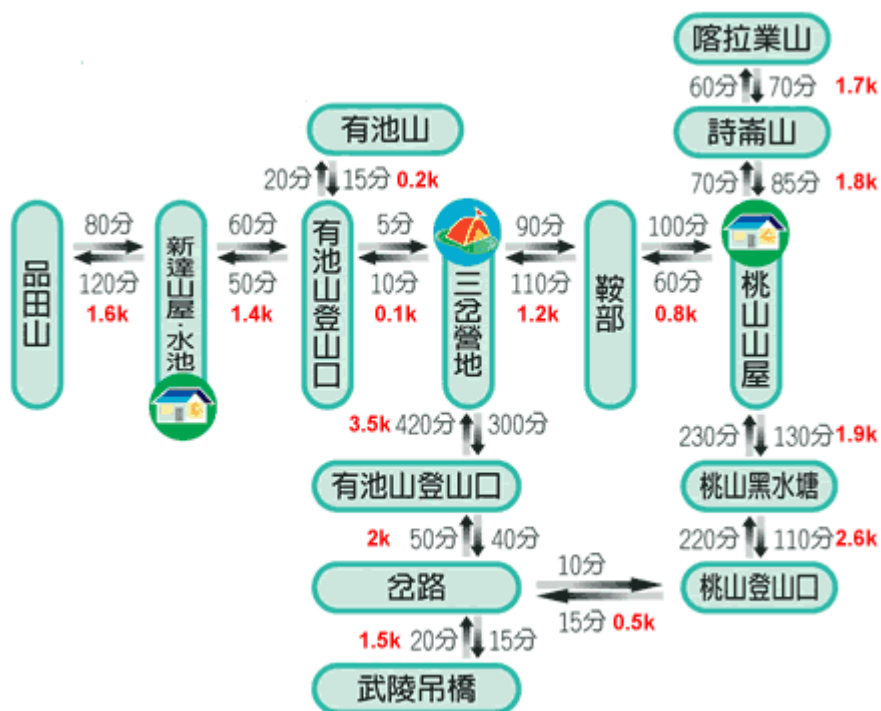 喀拉業山
60分 70分 1.7k
有池山
詩崙山
20分 15分 0.2k
70分 85分 1.8k
品田山
80分
120分
1.6k
新達山屋·水池
60分
50分
1.4k
有池山登山口
5分
10分
0.1k
三岔營地
90分
110分
1.2k
鞍部
100分
60分
0.8k
桃山山屋
3.5k 420分 300分
230分 130分 1.9k
有池山登山口
桃山黑水塘
2k 50分 40分
220分 110分 2.6k
岔路
10分
15分 0.5k
桃山登山口
1.5k 20分 15分
武陵吊橋